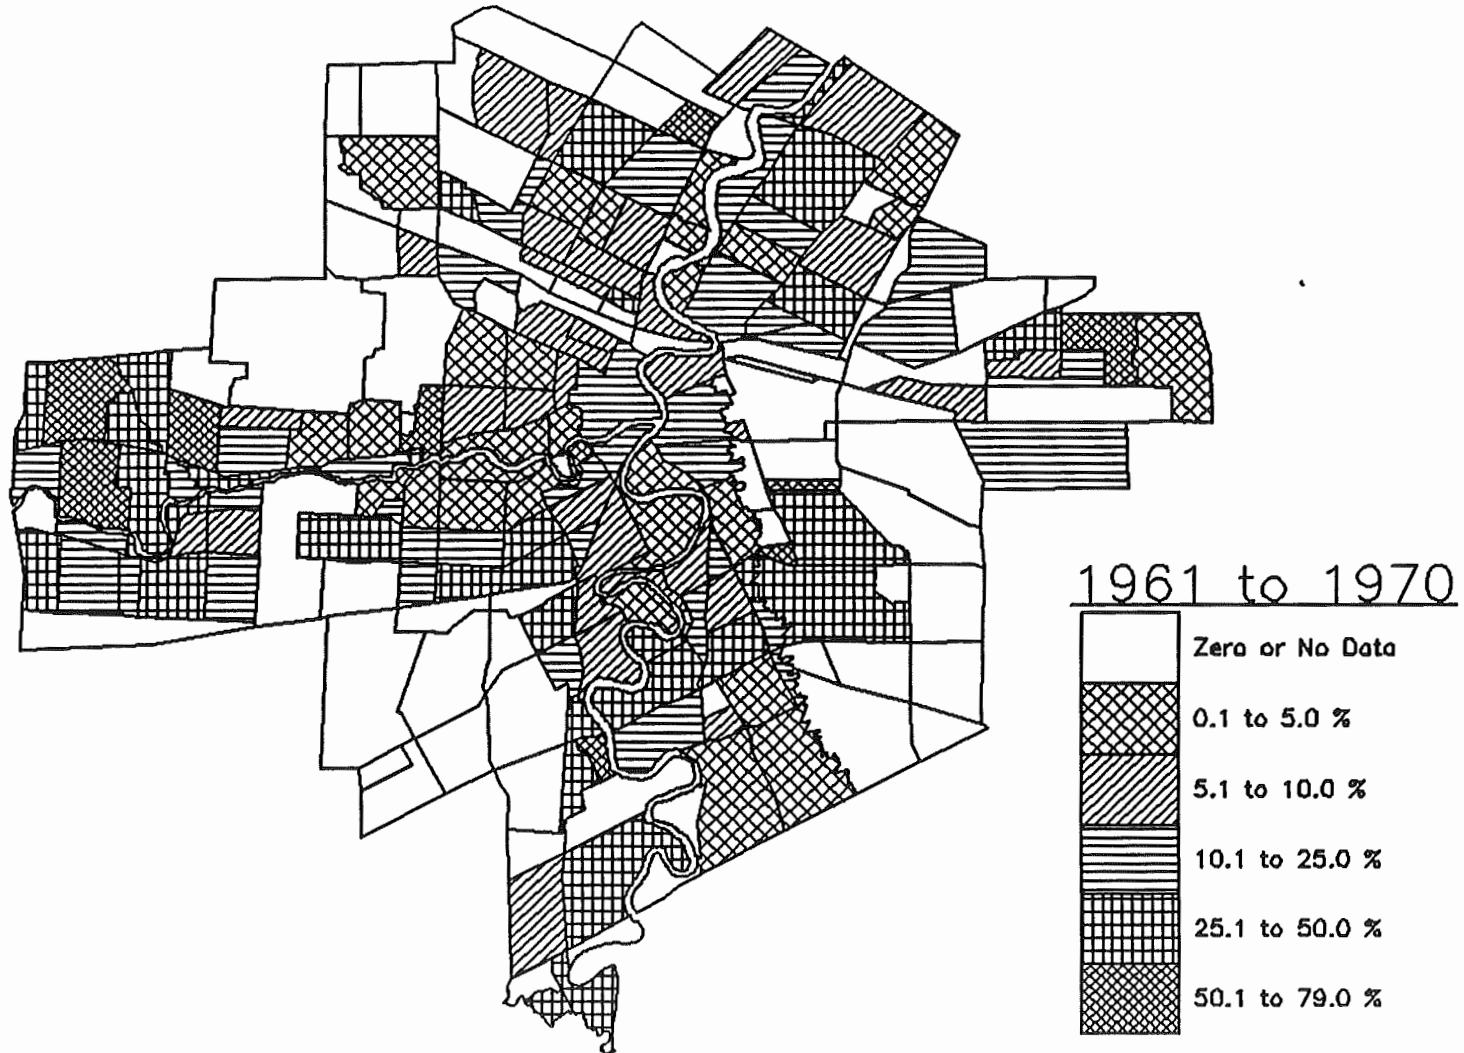 1961 to 1970
Zero or No Data
0.1 to 5.0 %
5.1 to 10.0 %
10.1 to 25.0 %
25.1 to 50.0 %
50.1 to 79.0 %